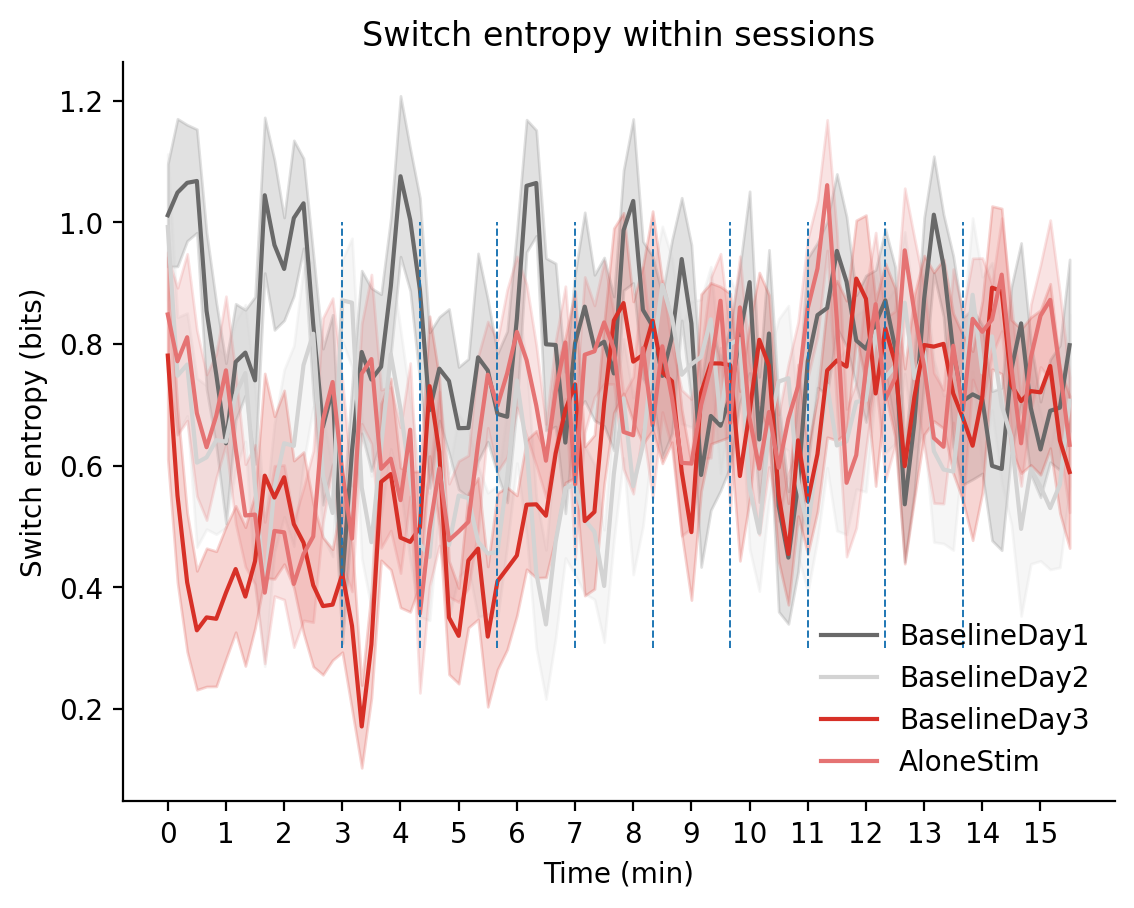 Switch entropy within sessions
Switch entropy (bits)
1.2
1.0
0.8
0.6
0.4
0.2
BaselineDay1
BaselineDay2
BaselineDay3
AloneStim
0 1 2 3 4 5 6 7 8 9 10 11 12 13 14 15
Time (min)